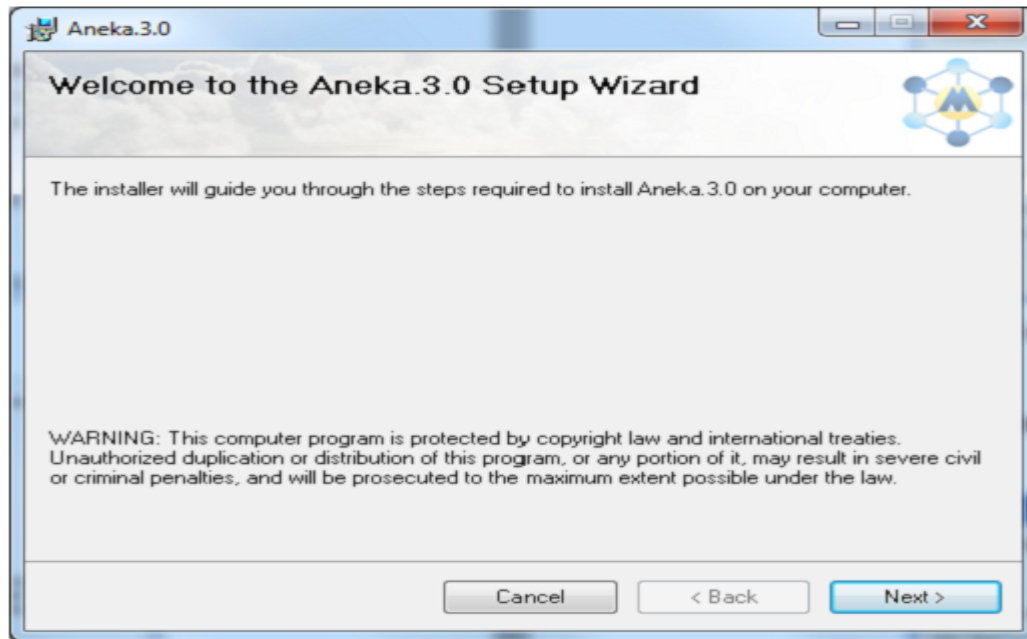 Aneka.3.0
Welcome to the Aneka.3.0 Setup Wizard
The installer will guide you through the steps required to install Aneka.3.0 on your computer.
WARNING: This computer program is protected by copyright law and international treaties.
Unauthorized duplication or distribution of this program, or any portion of it, may result in severe civil
or criminal penalties, and will be prosecuted to the maximum extent possible under the law.
Cancel
< Back
Next >